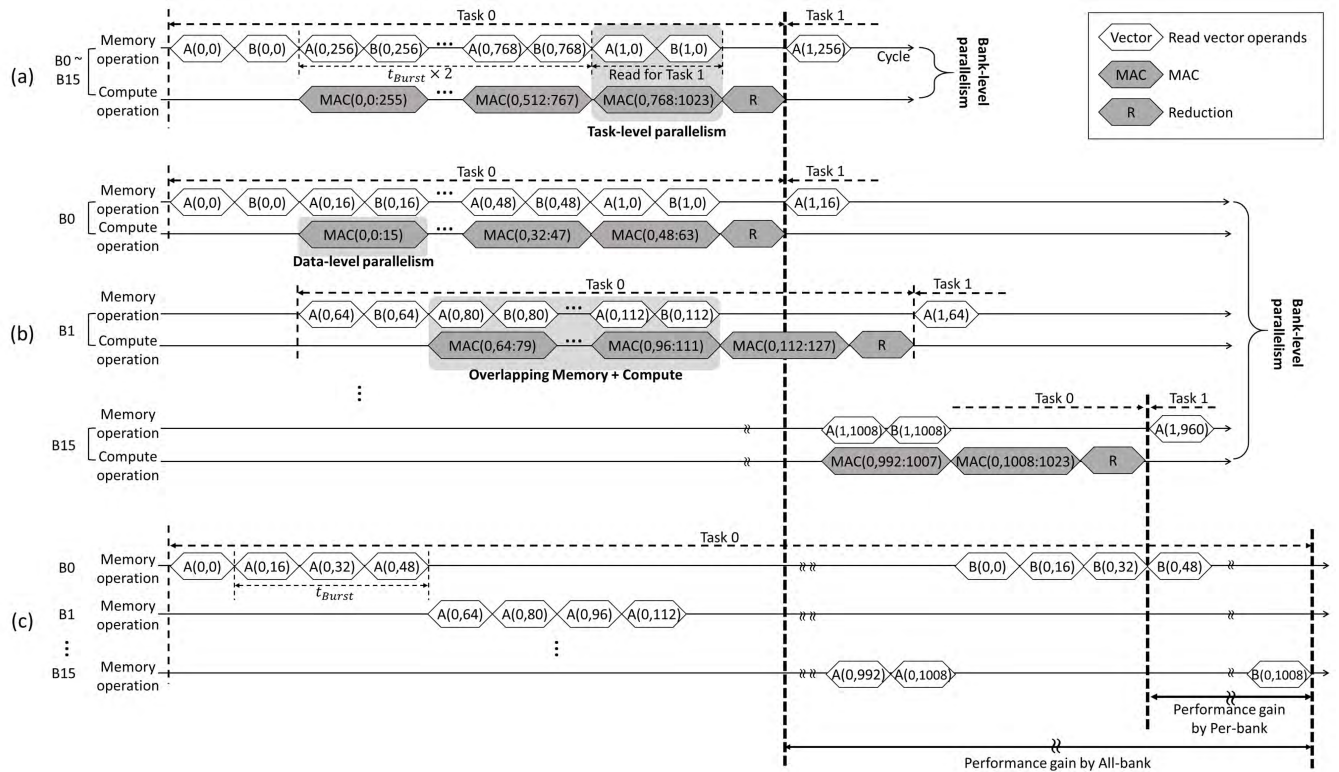 Task 0
Task 1
(a)
B0 ~
B15
Memory
operation
A(0,0)
B(0,0)
A(0,256)
B(0,256)
...
A(0,768)
B(0,768)
A(1,0)
B(1,0)
A(1,256)
Cycle
t_Burst × 2
Read for Task 1
Compute
operation
MAC(0,0:255)
...
MAC(0,512:767)
MAC(0,768:1023)
R
Task-level parallelism
Bank-level
parallelism
Vector
Read vector operands
MAC
MAC
R
Reduction
(b)
Task 0
Task 1
B0
Memory
operation
A(0,0)
B(0,0)
A(0,16)
B(0,16)
...
A(0,48)
B(0,48)
A(1,0)
B(1,0)
A(1,16)
Compute
operation
MAC(0,0:15)
...
MAC(0,32:47)
MAC(0,48:63)
R
Data-level parallelism
Task 0
Task 1
B1
Memory
operation
A(0,64)
B(0,64)
A(0,80)
B(0,80)
...
A(0,112)
B(0,112)
A(1,64)
Compute
operation
MAC(0,64:79)
...
MAC(0,96:111)
MAC(0,112:127)
R
Overlapping Memory + Compute
Bank-level
parallelism
⋮
Task 0
Task 1
B15
Memory
operation
A(1,1008)
B(1,1008)
A(1,960)
Compute
operation
MAC(0,992:1007)
MAC(0,1008:1023)
R
(c)
Task 0
B0
Memory
operation
A(0,0)
A(0,16)
A(0,32)
A(0,48)
B(0,0)
B(0,16)
B(0,32)
B(0,48)
t_Burst
B1
Memory
operation
A(0,64)
A(0,80)
A(0,96)
A(0,112)
⋮
⋮
B15
Memory
operation
A(0,992)
A(0,1008)
B(0,1008)
Performance gain
by Per-bank
Performance gain by All-bank